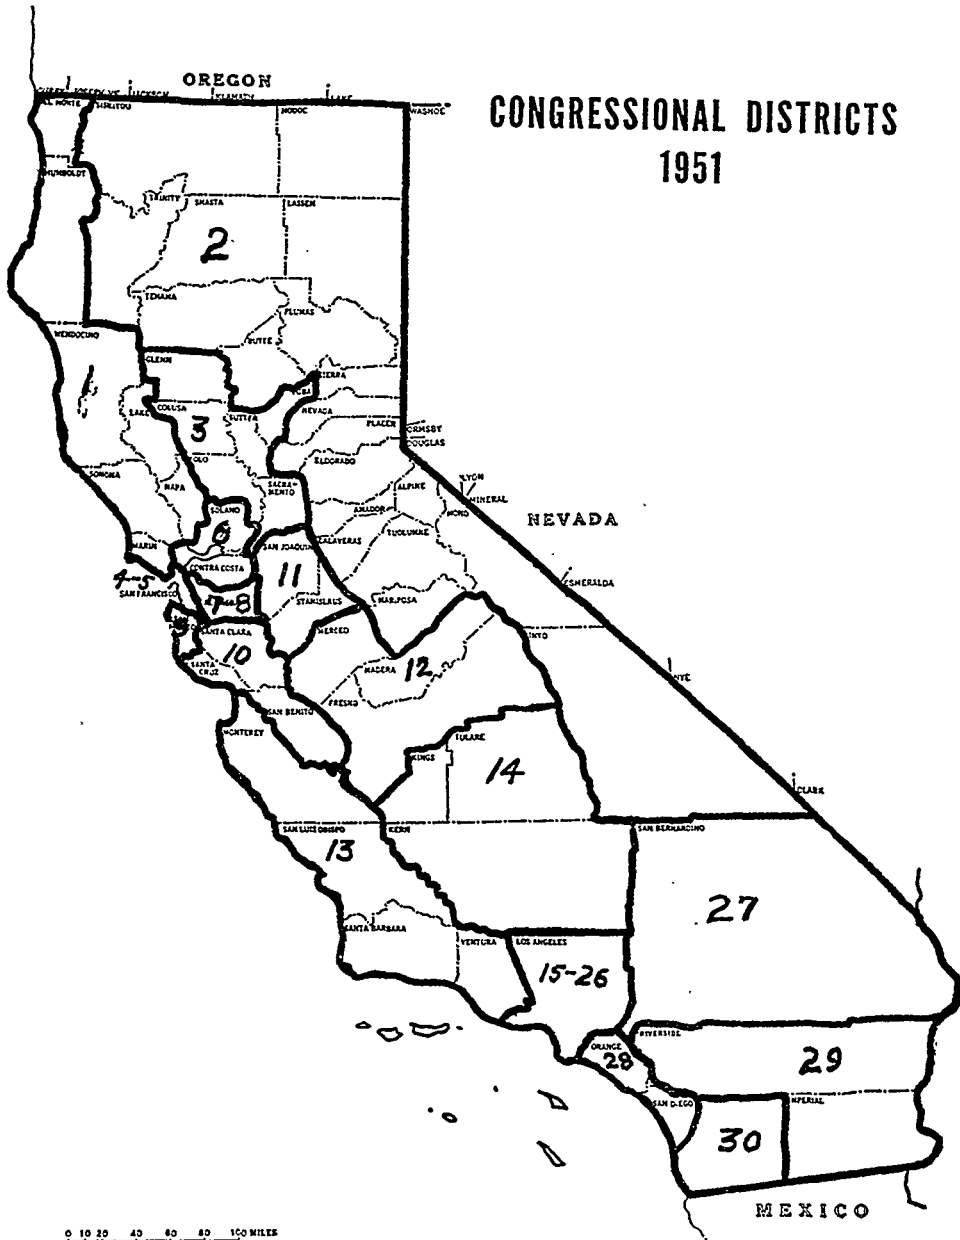 OREGON
CONGRESSIONAL DISTRICTS
1951
JACKSON
KLAMATH
LAKE
SISKIYOU
MODOC
WASHOE
HUMBOLDT
TRINITY
SHASTA
LASSEN
2
TEHAMA
PLUMAS
MENDOCINO
BUTTE
GLENN
SIERRA
1
YUBA
NEVADA
LAKE
COLUSA
SUTTER
PLACER
ORMSBY
3
DOUGLAS
YOLO
ELDORADO
SONOMA
LYON
NAPA
SACRA-
MENTO
ALPINE
MINERAL
SOLANO
AMADOR
MONO
NEVADA
6
TUOLUMNE
MARIN
SAN JOAQUIN
CALAVERAS
CONTRA COSTA
11
4-5
ESMERALDA
SAN FRANCISCO
7-8
STANISLAUS
MARIPOSA
SANTA CLARA
MERCED
INYO
10
SANTA
CRUZ
MADERA
12
NYE
FRESNO
SAN BENITO
MONTEREY
TULARE
KINGS
14
CLARK
SAN LUIS OBISPO
KERN
SAN BERNARDINO
13
27
SANTA BARBARA
VENTURA
LOS ANGELES
15-26
RIVERSIDE
ORANGE
28
29
SAN DIEGO
IMPERIAL
30
MEXICO
0 10 20 40 60 80 100 MILES